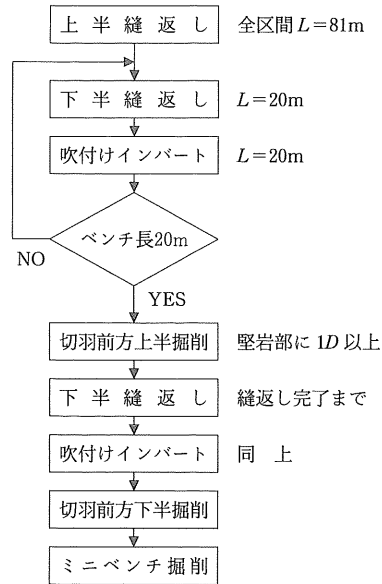 上半縫返し 全区間L=81m
下半縫返し L=20m
吹付けインバート L=20m
ベンチ長20m
NO
YES
切羽前方上半掘削 堅岩部に1D以上
下半縫返し 縫返し完了まで
吹付けインバート 同上
切羽前方下半掘削
ミニベンチ掘削